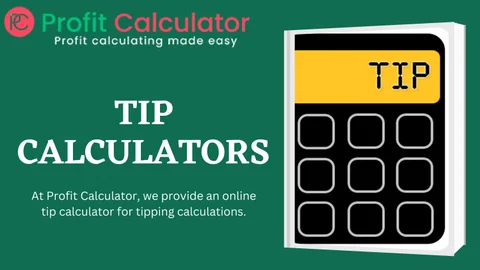 PC Profit Calculator
Profit calculating made easy
TIP
TIP
CALCULATORS
At Profit Calculator, we provide an online
tip calculator for tipping calculations.